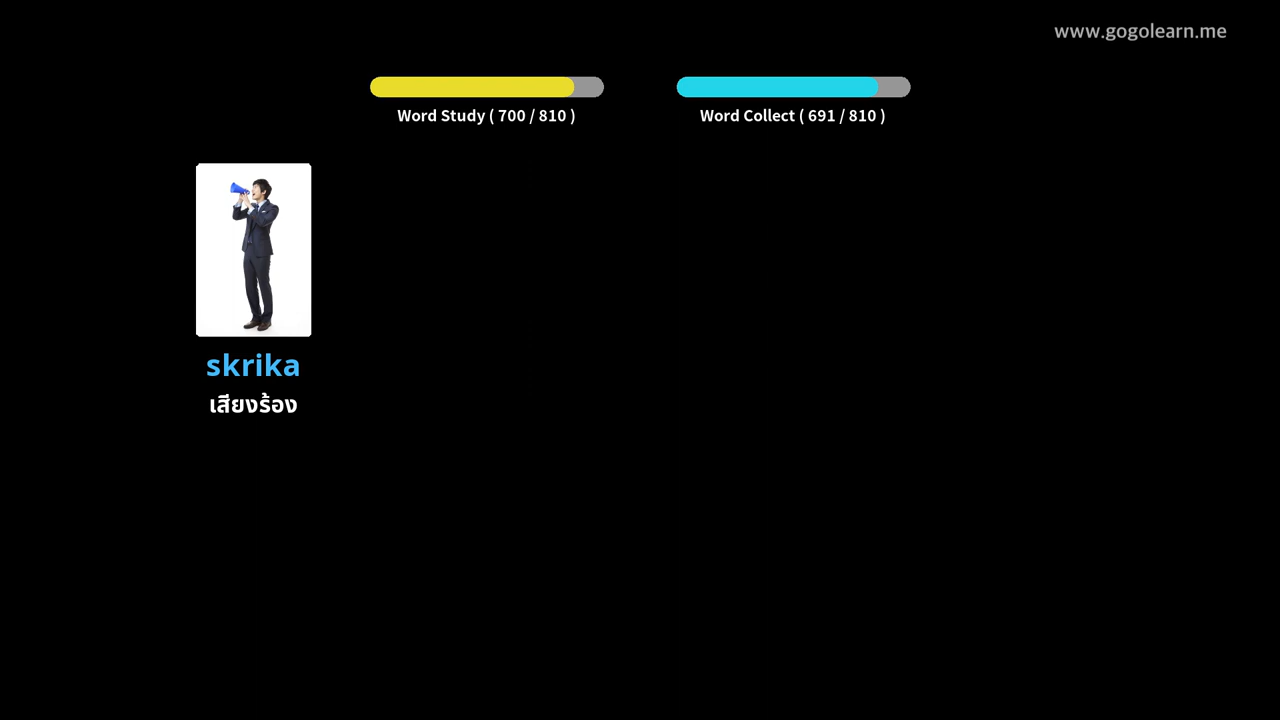 www.gogolearn.me
Word Study ( 700 / 810 )
Word Collect ( 691 / 810 )
skrika
เสียงร้อง